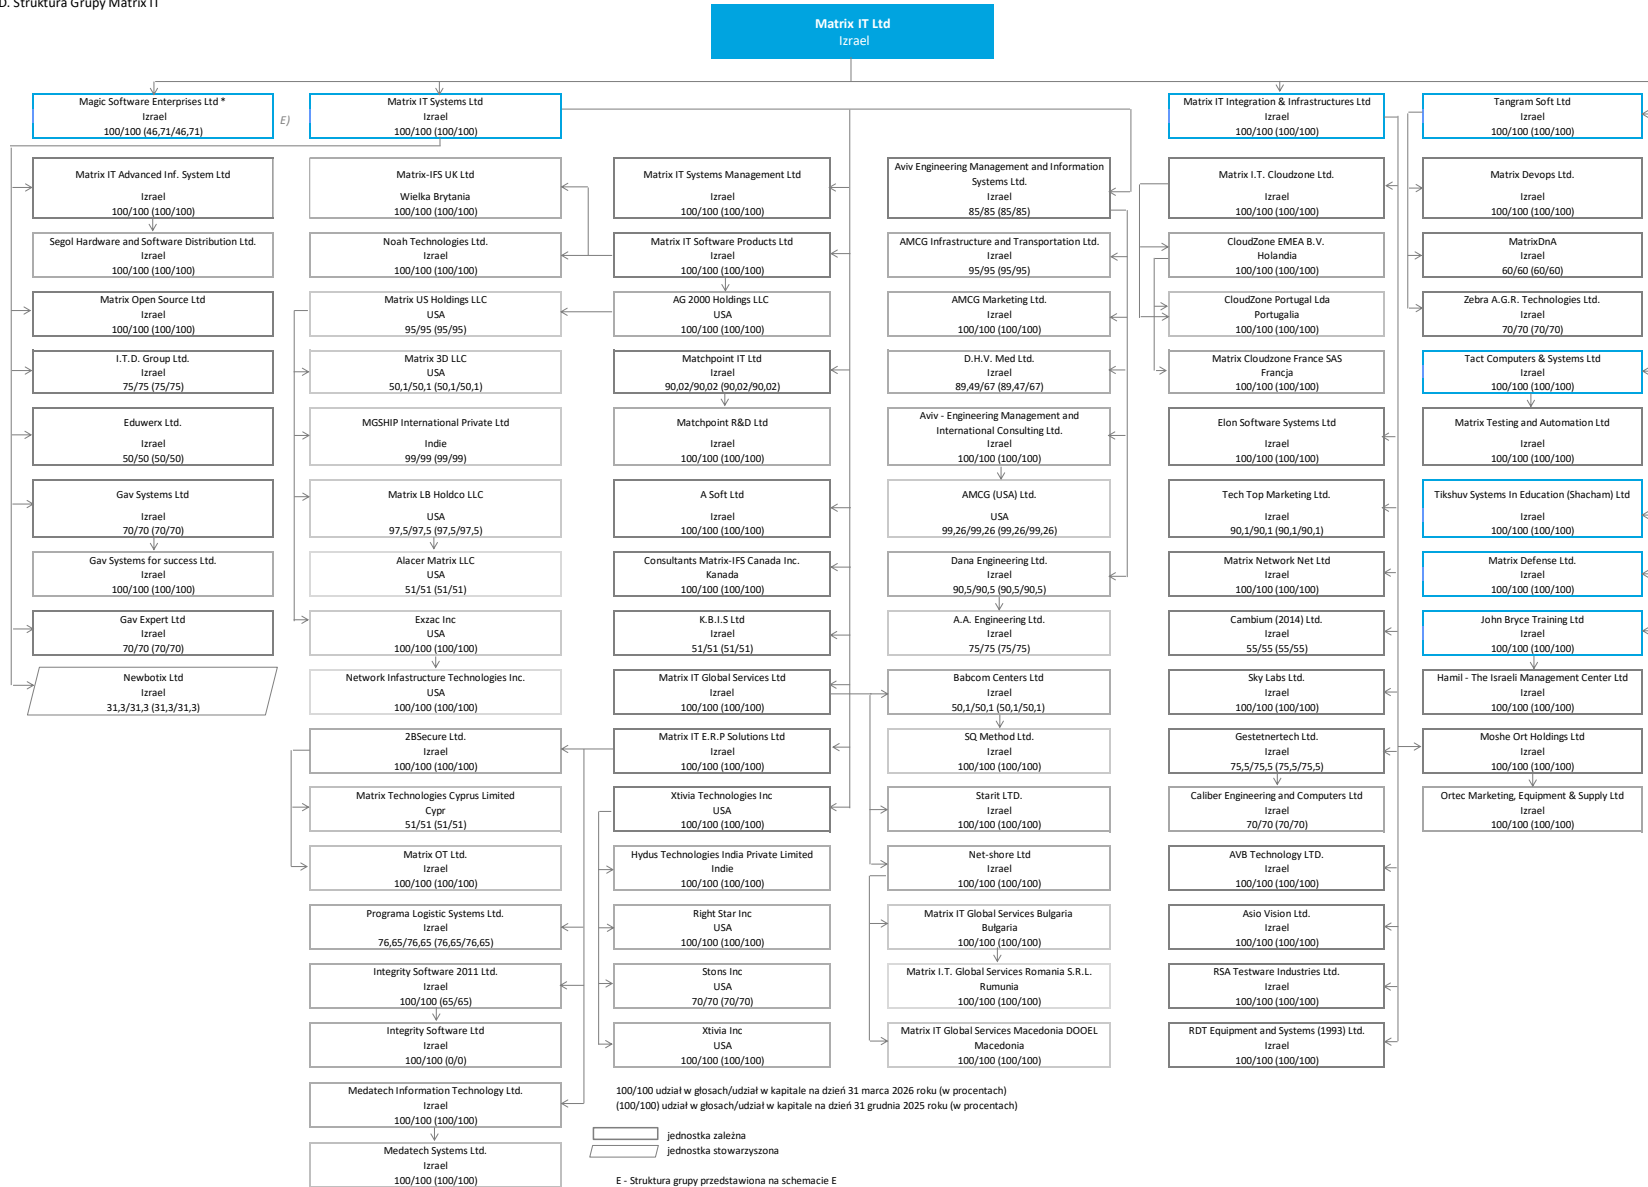 D. Struktura Grupy Matrix IT
Matrix IT Ltd
Izrael
Magic Software Enterprises Ltd *
Izrael
100/100 (46,71/46,71)
E)
Matrix IT Systems Ltd
Izrael
100/100 (100/100)
Matrix IT Integration & Infrastructures Ltd
Izrael
100/100 (100/100)
Tangram Soft Ltd
Izrael
100/100 (100/100)
Matrix IT Advanced Inf. System Ltd
Izrael
100/100 (100/100)
Matrix-IFS UK Ltd
Wielka Brytania
100/100 (100/100)
Matrix IT Systems Management Ltd
Izrael
100/100 (100/100)
Aviv Engineering Management and Information
Systems Ltd.
Izrael
85/85 (85/85)
Matrix I.T. Cloudzone Ltd.
Izrael
100/100 (100/100)
Matrix Devops Ltd.
Izrael
100/100 (100/100)
Segol Hardware and Software Distribution Ltd.
Izrael
100/100 (100/100)
Noah Technologies Ltd.
Izrael
100/100 (100/100)
Matrix IT Software Products Ltd
Izrael
100/100 (100/100)
AMCG Infrastructure and Transportation Ltd.
Izrael
95/95 (95/95)
CloudZone EMEA B.V.
Holandia
100/100 (100/100)
MatrixDnA
Izrael
60/60 (60/60)
Matrix Open Source Ltd
Izrael
100/100 (100/100)
Matrix US Holdings LLC
USA
95/95 (95/95)
AG 2000 Holdings LLC
USA
100/100 (100/100)
AMCG Marketing Ltd.
Izrael
100/100 (100/100)
CloudZone Portugal Lda
Portugalia
100/100 (100/100)
Zebra A.G.R. Technologies Ltd.
Izrael
70/70 (70/70)
I.T.D. Group Ltd.
Izrael
75/75 (75/75)
Matrix 3D LLC
USA
50,1/50,1 (50,1/50,1)
Matchpoint IT Ltd
Izrael
90,02/90,02 (90,02/90,02)
D.H.V. Med Ltd.
Izrael
89,49/67 (89,47/67)
Matrix Cloudzone France SAS
Francja
100/100 (100/100)
Tact Computers & Systems Ltd
Izrael
100/100 (100/100)
Eduwerx Ltd.
Izrael
50/50 (50/50)
MGSHIP International Private Ltd
Indie
99/99 (99/99)
Matchpoint R&D Ltd
Izrael
100/100 (100/100)
Aviv - Engineering Management and
International Consulting Ltd.
Izrael
100/100 (100/100)
Elon Software Systems Ltd
Izrael
100/100 (100/100)
Matrix Testing and Automation Ltd
Izrael
100/100 (100/100)
Gav Systems Ltd
Izrael
70/70 (70/70)
Matrix LB Holdco LLC
USA
97,5/97,5 (97,5/97,5)
A Soft Ltd
Izrael
100/100 (100/100)
AMCG (USA) Ltd.
USA
99,26/99,26 (99,26/99,26)
Tech Top Marketing Ltd.
Izrael
90,1/90,1 (90,1/90,1)
Tikshuv Systems In Education (Shacham) Ltd
Izrael
100/100 (100/100)
Gav Systems for success Ltd.
Izrael
100/100 (100/100)
Alacer Matrix LLC
USA
51/51 (51/51)
Consultants Matrix-IFS Canada Inc.
Kanada
100/100 (100/100)
Dana Engineering Ltd.
Izrael
90,5/90,5 (90,5/90,5)
Matrix Network Net Ltd
Izrael
100/100 (100/100)
Matrix Defense Ltd.
Izrael
100/100 (100/100)
Gav Expert Ltd
Izrael
70/70 (70/70)
Exzac Inc
USA
100/100 (100/100)
K.B.I.S Ltd
Izrael
51/51 (51/51)
A.A. Engineering Ltd.
Izrael
75/75 (75/75)
Cambium (2014) Ltd.
Izrael
55/55 (55/55)
John Bryce Training Ltd
Izrael
100/100 (100/100)
Newbotix Ltd
Izrael
31,3/31,3 (31,3/31,3)
Network Infastructure Technologies Inc.
USA
100/100 (100/100)
Matrix IT Global Services Ltd
Izrael
100/100 (100/100)
Babcom Centers Ltd
Izrael
50,1/50,1 (50,1/50,1)
Sky Labs Ltd.
Izrael
100/100 (100/100)
Hamil - The Israeli Management Center Ltd
Izrael
100/100 (100/100)
2BSecure Ltd.
Izrael
100/100 (100/100)
Matrix IT E.R.P Solutions Ltd
Izrael
100/100 (100/100)
SQ Method Ltd.
Izrael
100/100 (100/100)
Gestetnertech Ltd.
Izrael
75,5/75,5 (75,5/75,5)
Moshe Ort Holdings Ltd
Izrael
100/100 (100/100)
Matrix Technologies Cyprus Limited
Cypr
51/51 (51/51)
Xtivia Technologies Inc
USA
100/100 (100/100)
Starit LTD.
Izrael
100/100 (100/100)
Caliber Engineering and Computers Ltd
Izrael
70/70 (70/70)
Ortec Marketing, Equipment & Supply Ltd
Izrael
100/100 (100/100)
Matrix OT Ltd.
Izrael
100/100 (100/100)
Hydus Technologies India Private Limited
Indie
100/100 (100/100)
Net-shore Ltd
Izrael
100/100 (100/100)
AVB Technology LTD.
Izrael
100/100 (100/100)
Programa Logistic Systems Ltd.
Izrael
76,65/76,65 (76,65/76,65)
Right Star Inc
USA
100/100 (100/100)
Matrix IT Global Services Bulgaria
Bułgaria
100/100 (100/100)
Asio Vision Ltd.
Izrael
100/100 (100/100)
Integrity Software 2011 Ltd.
Izrael
100/100 (65/65)
Stons Inc
USA
70/70 (70/70)
Matrix I.T. Global Services Romania S.R.L.
Rumunia
100/100 (100/100)
RSA Testware Industries Ltd.
Izrael
100/100 (100/100)
Integrity Software Ltd
Izrael
100/100 (0/0)
Xtivia Inc
USA
100/100 (100/100)
Matrix IT Global Services Macedonia DOOEL
Macedonia
100/100 (100/100)
RDT Equipment and Systems (1993) Ltd.
Izrael
100/100 (100/100)
Medatech Information Technology Ltd.
Izrael
100/100 (100/100)
100/100 udział w głosach/udział w kapitale na dzień 31 marca 2026 roku (w procentach)
(100/100) udział w głosach/udział w kapitale na dzień 31 grudnia 2025 roku (w procentach)
jednostka zależna
jednostka stowarzyszona
Medatech Systems Ltd.
Izrael
100/100 (100/100)
E - Struktura grupy przedstawiona na schemacie E